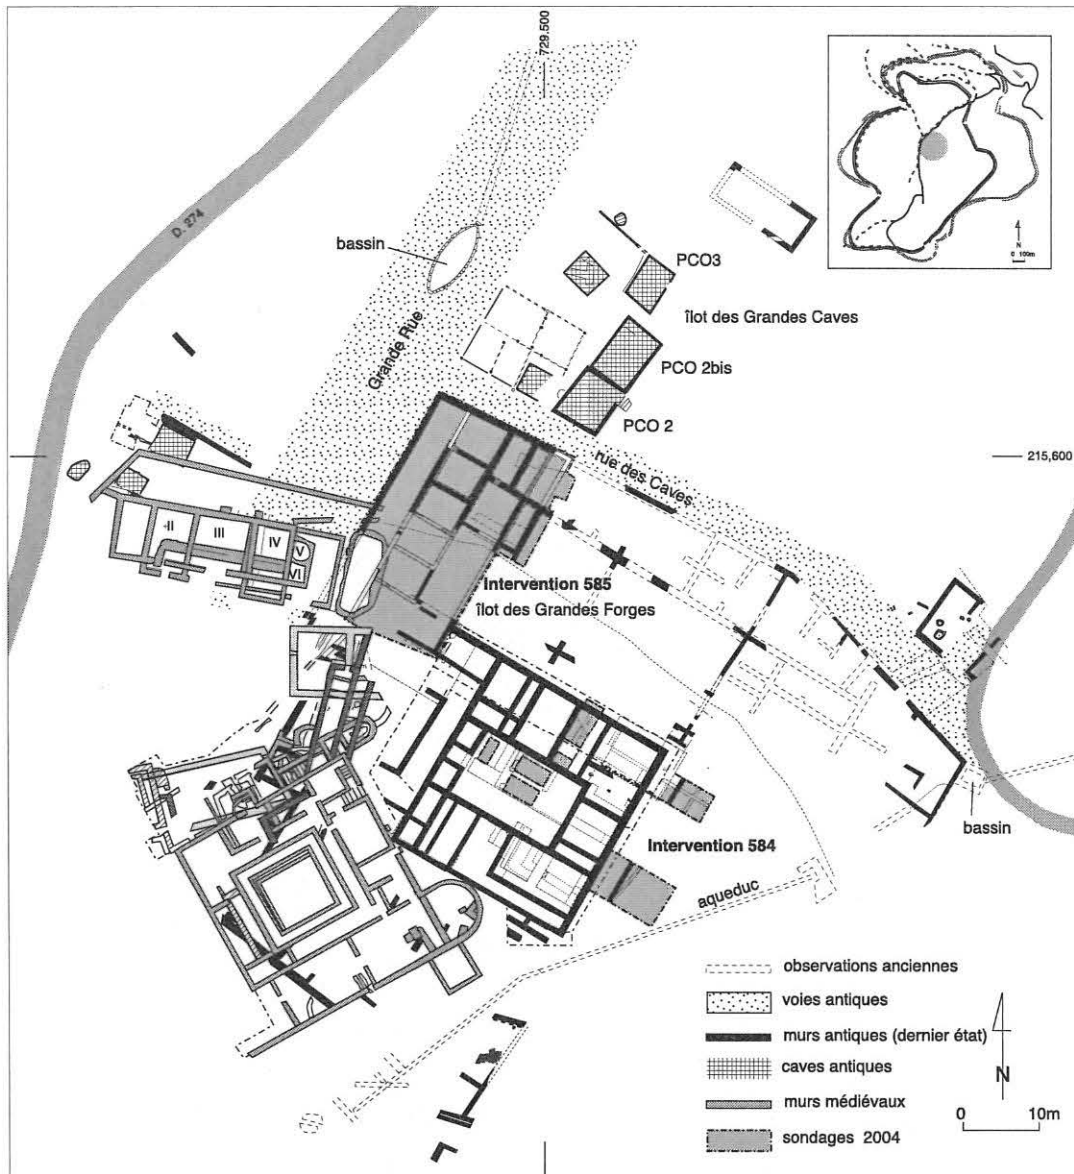 729.500
N
0 100m
D. 274
bassin
PCO3
îlot des Grandes Caves
Grande Rue
PCO 2bis
PCO 2
rue des Caves
215,600
II
III
IV
V
VI
Intervention 585
îlot des Grandes Forges
Intervention 584
bassin
aqueduc
observations anciennes
voies antiques
murs antiques (dernier état)
caves antiques
murs médiévaux
sondages 2004
N
0 10m